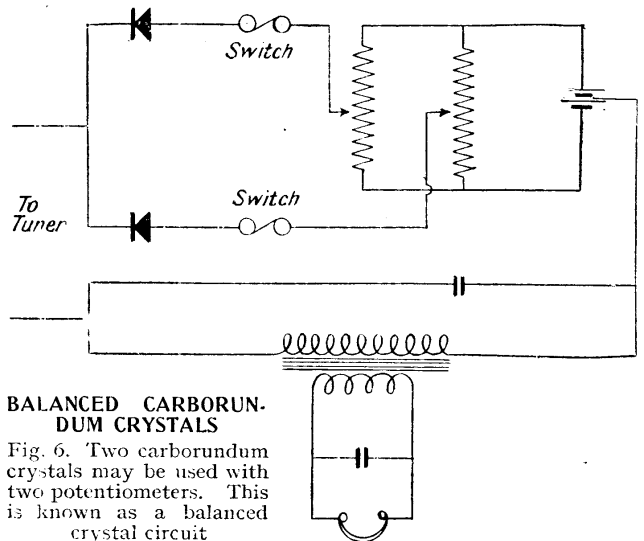 Switch
Switch
To
Tuner
BALANCED CARBORUN-
DUM CRYSTALS
Fig. 6. Two carborundum
crystals may be used with
two potentiometers. This
is known as a balanced
crystal circuit